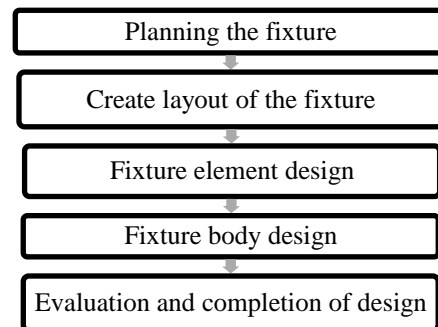 Planning the fixture
Create layout of the fixture
Fixture element design
Fixture body design
Evaluation and completion of design